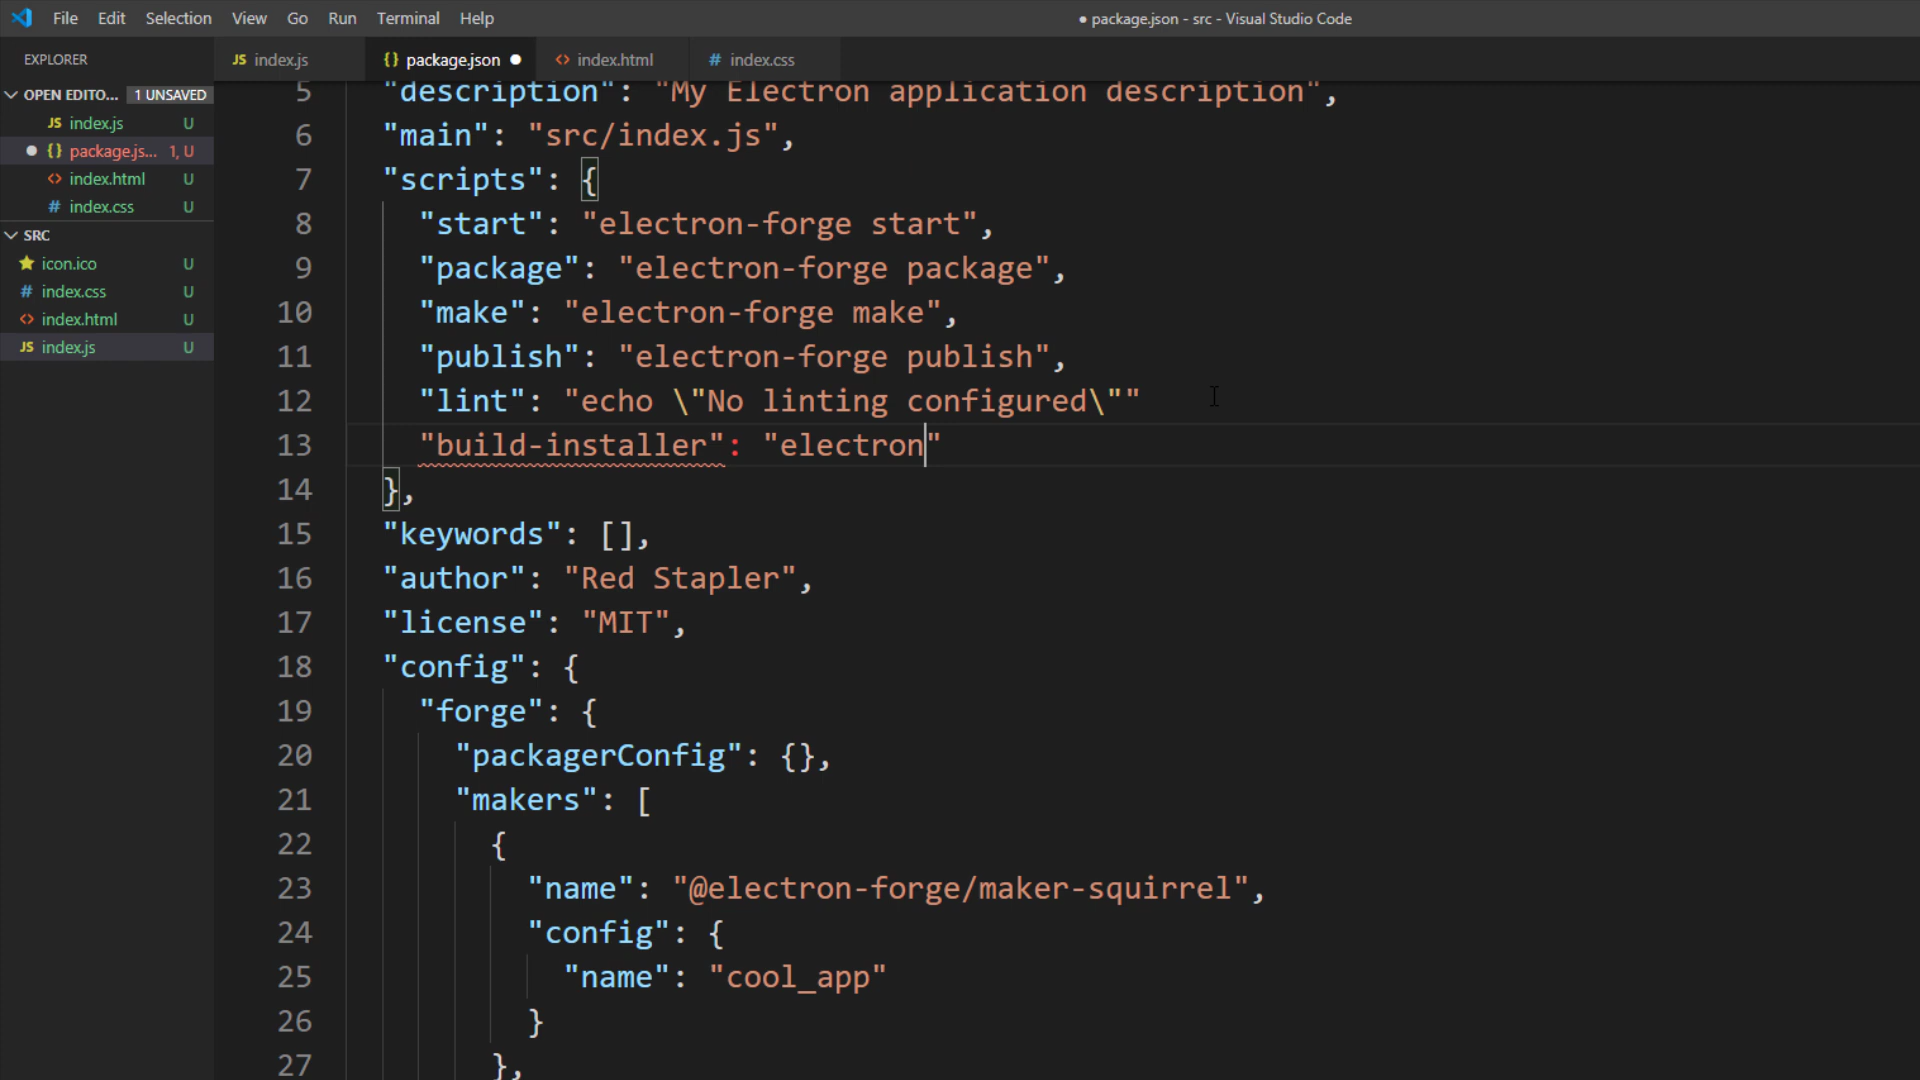 File Edit Selection View Go Run Terminal Help
● package.json - src - Visual Studio Code
EXPLORER
JS index.js
{} package.json ●
<> index.html
# index.css
OPEN EDITO... 1 UNSAVED
JS index.js U
● {} package.js... 1, U
<> index.html U
# index.css U
SRC
icon.ico U
# index.css U
<> index.html U
JS index.js U
5 "description": "My Electron application description",
6 "main": "src/index.js",
7 "scripts": {
8 "start": "electron-forge start",
9 "package": "electron-forge package",
10 "make": "electron-forge make",
11 "publish": "electron-forge publish",
12 "lint": "echo \"No linting configured\""
13 "build-installer": "electron"
14 },
15 "keywords": [],
16 "author": "Red Stapler",
17 "license": "MIT",
18 "config": {
19 "forge": {
20 "packagerConfig": {},
21 "makers": [
22 {
23 "name": "@electron-forge/maker-squirrel",
24 "config": {
25 "name": "cool_app"
26 }
27 },